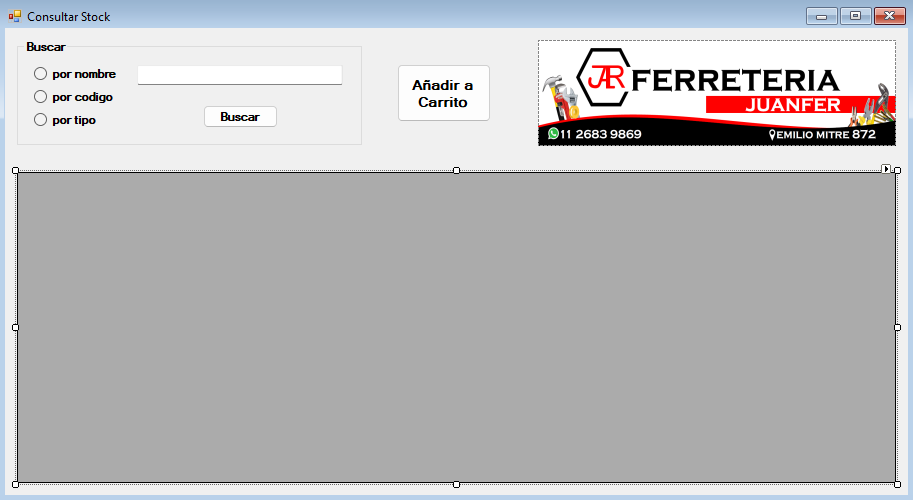 Consultar Stock
Buscar
por nombre
por codigo
por tipo
Buscar
Añadir a
Carrito
JAR FERRETERIA
JUANFER
11 2683 9869
EMILIO MITRE 872